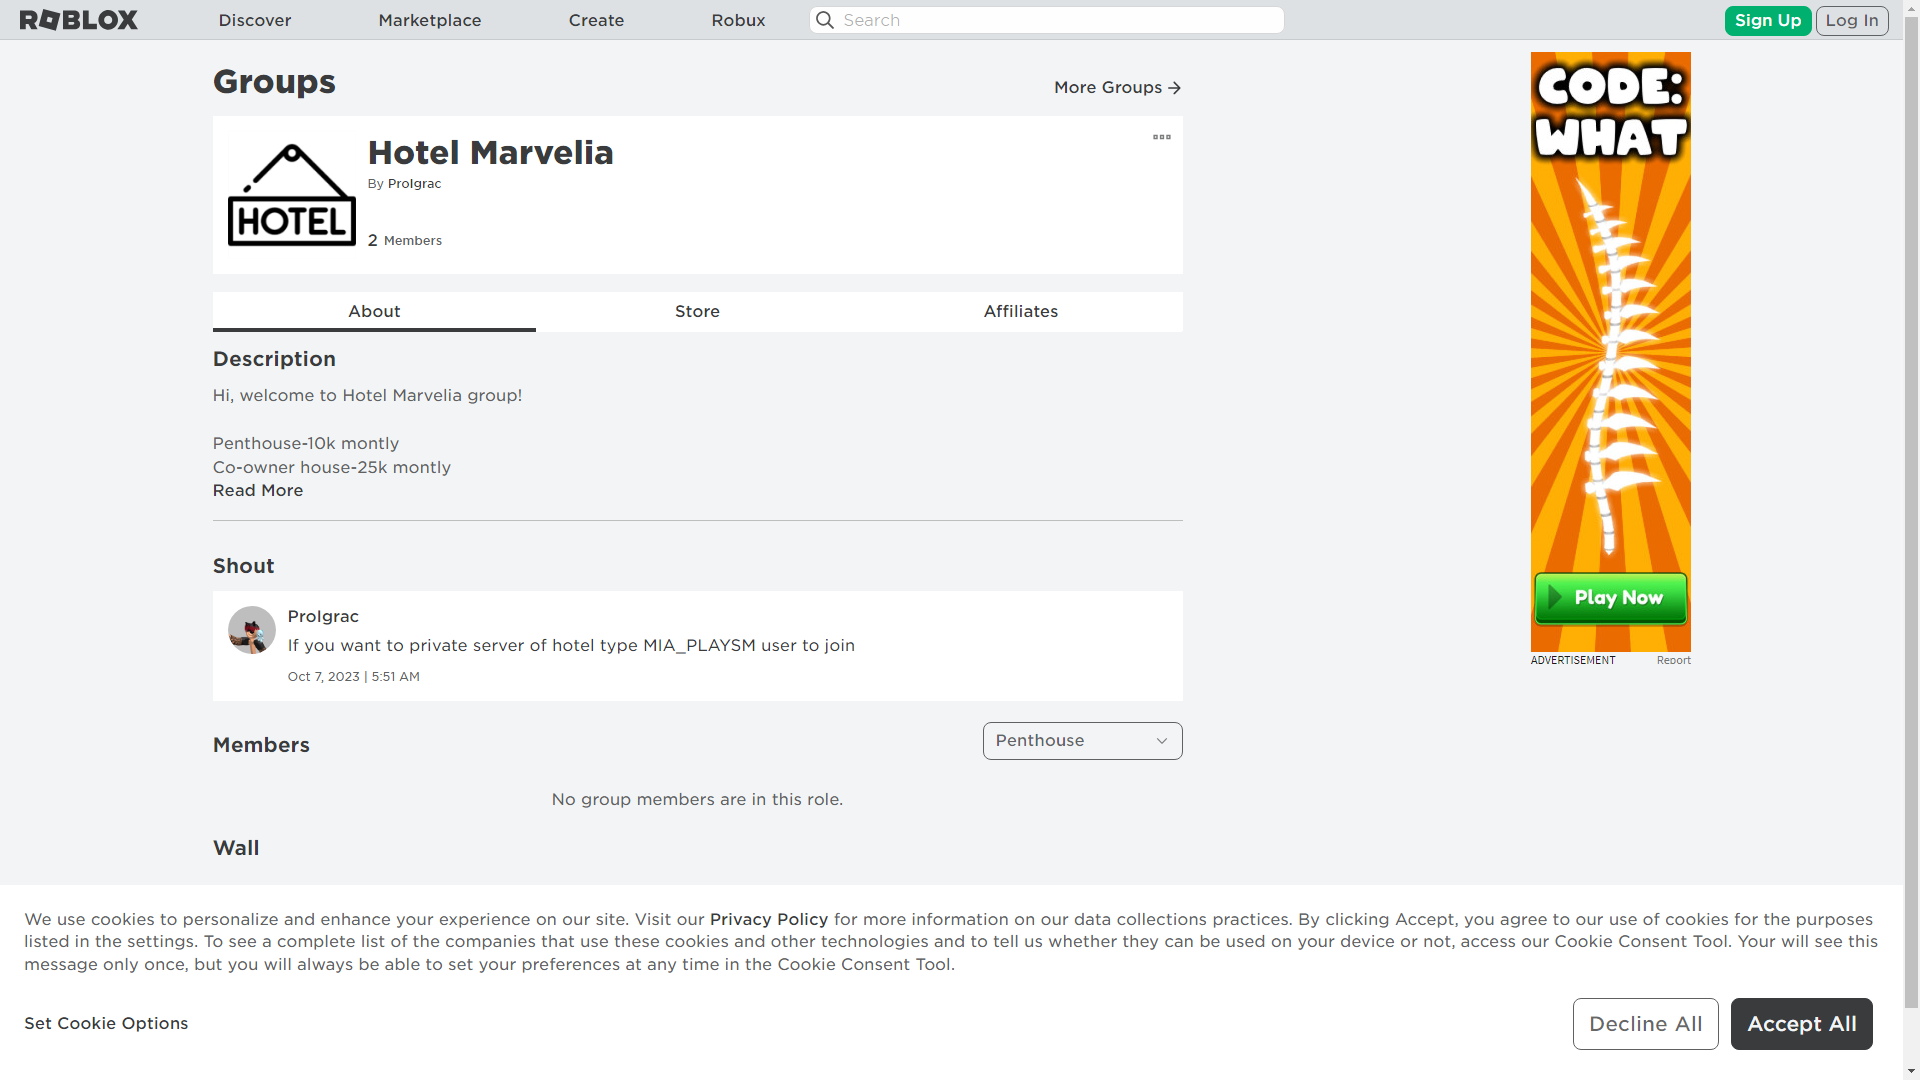 ROBLOX
Discover
Marketplace
Create
Robux
Search
Sign Up
Log In
Groups
More Groups
HOTEL
Hotel Marvelia
By ProIgrac
2 Members
About
Store
Affiliates
Description
Hi, welcome to Hotel Marvelia group!
Penthouse-10k montly
Co-owner house-25k montly
Read More
Shout
ProIgrac
If you want to private server of hotel type MIA_PLAYSM user to join
Oct 7, 2023 | 5:51 AM
Members
Penthouse
No group members are in this role.
Wall
CODE:
WHAT
Play Now
ADVERTISEMENT
Report
We use cookies to personalize and enhance your experience on our site. Visit our Privacy Policy for more information on our data collections practices. By clicking Accept, you agree to our use of cookies for the purposes
listed in the settings. To see a complete list of the companies that use these cookies and other technologies and to tell us whether they can be used on your device or not, access our Cookie Consent Tool. Your will see this
message only once, but you will always be able to set your preferences at any time in the Cookie Consent Tool.
Set Cookie Options
Decline All
Accept All